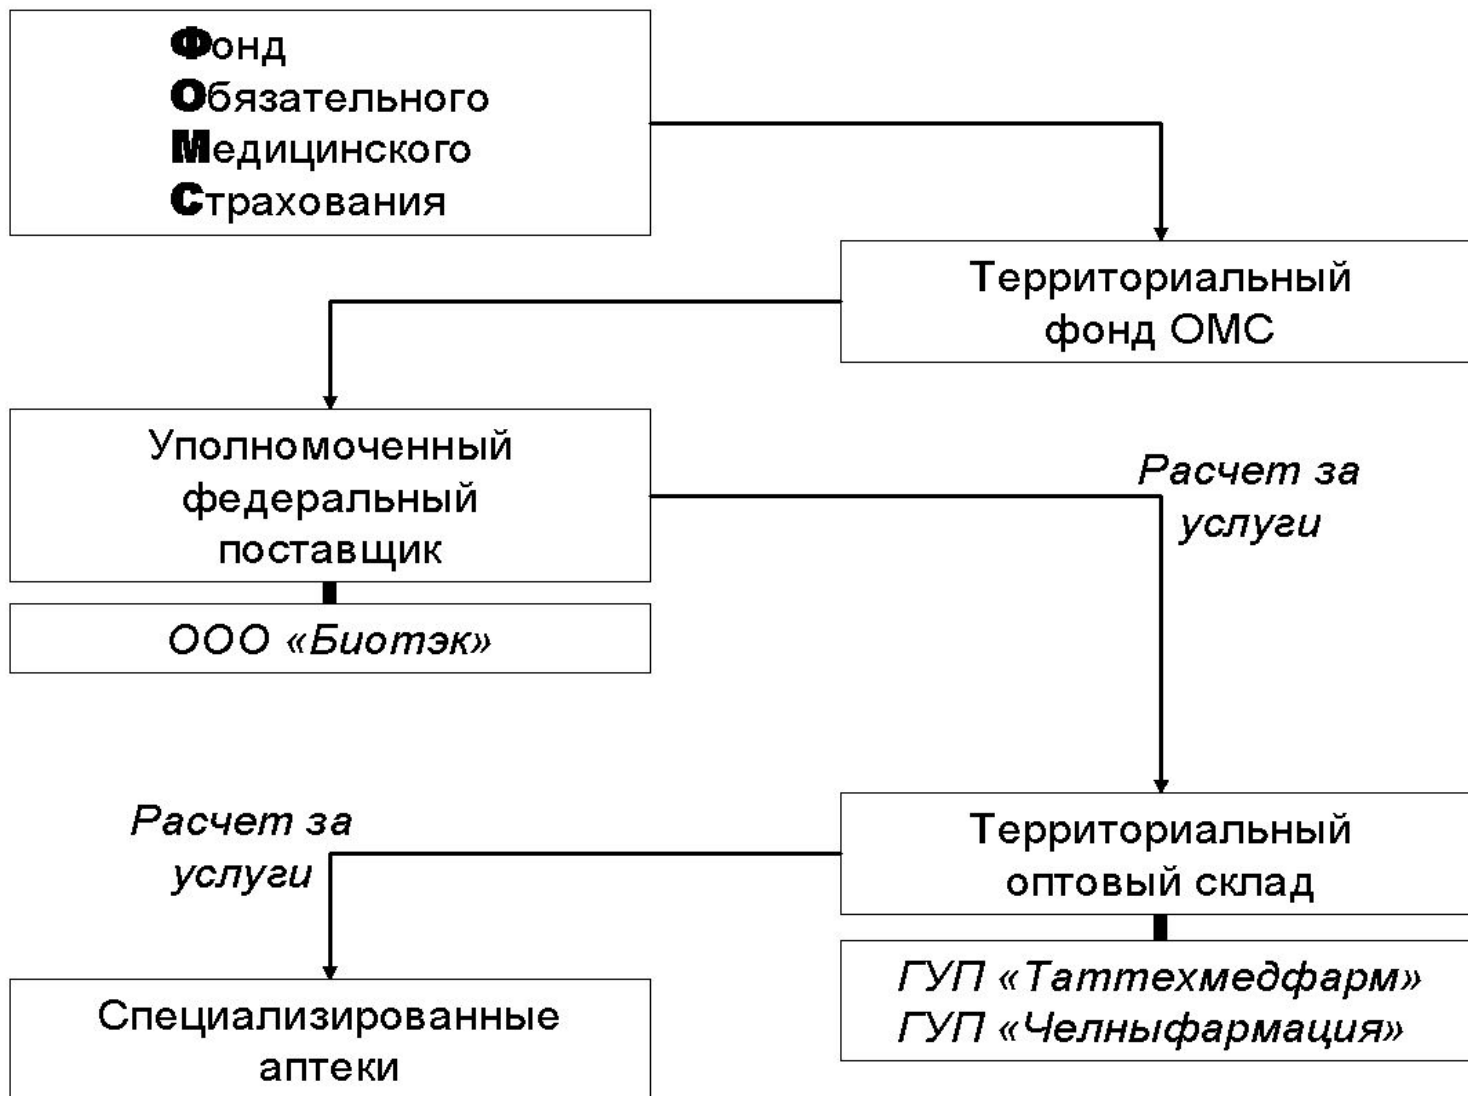 Фонд
Обязательного
Медицинского
Страхования
Территориальный
фонд ОМС
Уполномоченный
федеральный
поставщик
Расчет за
услуги
ООО «Биотэк»
Расчет за
услуги
Территориальный
оптовый склад
ГУП «Таттехмедфарм»
ГУП «Челныфармация»
Специализированные
аптеки